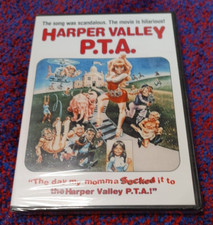 The song was scandalous. The movie is hilarious!
HARPER VALLEY
P.T.A.
"The day my momma Socked it to
the Harper Valley P.T.A.!"